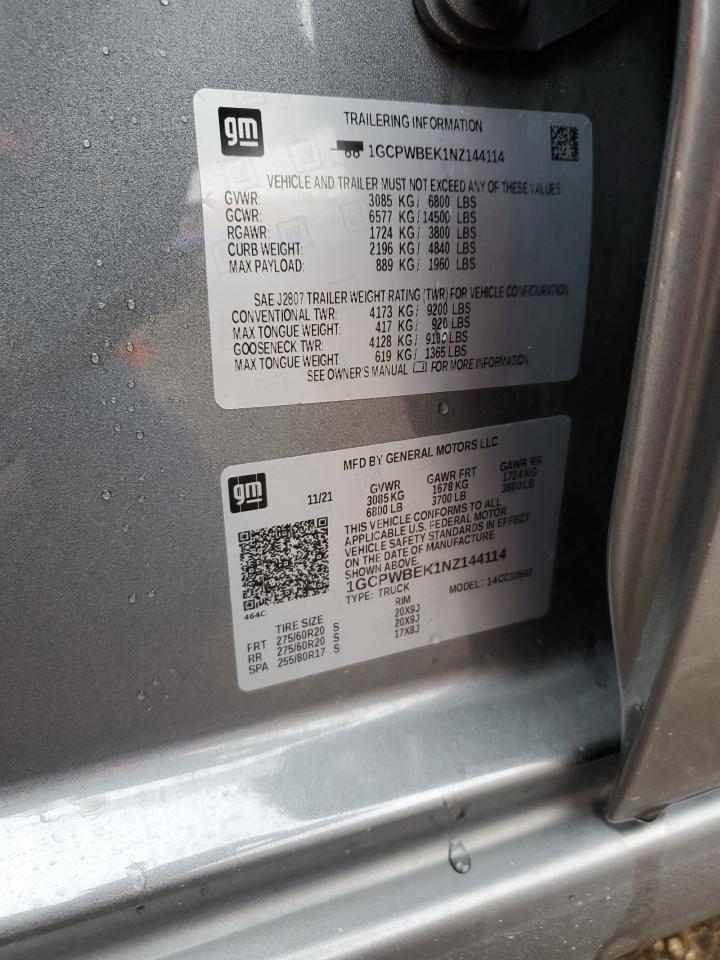 gm
TRAILERING INFORMATION
1GCPWBEK1NZ144114
VEHICLE AND TRAILER MUST NOT EXCEED ANY OF THESE VALUES
GVWR: 3085 KG/ 6800 LBS
GCWR: 6577 KG/ 14500 LBS
RGAWR: 1724 KG/ 3800 LBS
CURB WEIGHT: 2196 KG/ 4840 LBS
MAX PAYLOAD: 889 KG/ 1960 LBS
SAE J2807 TRAILER WEIGHT RATING (TWR) FOR VEHICLE CONFIGURATION
CONVENTIONAL TWR: 4173 KG/ 9200 LBS
MAX TONGUE WEIGHT: 417 KG/ 920 LBS
GOOSENECK TWR: 4128 KG/ 9100 LBS
MAX TONGUE WEIGHT: 619 KG/ 1365 LBS
SEE OWNER'S MANUAL FOR MORE INFORMATION
gm
MFD BY GENERAL MOTORS LLC
11/21 GVWR GAWR FRT GAWR RR
3085 KG 1678 KG 1724 KG
6800 LB 3700 LB 3800 LB
THIS VEHICLE CONFORMS TO ALL
APPLICABLE U.S. FEDERAL MOTOR
VEHICLE SAFETY STANDARDS IN EFFECT
ON THE DATE OF MANUFACTURE
SHOWN ABOVE.
1GCPWBEK1NZ144114
TYPE: TRUCK MODEL: 14CC10543
464C
TIRE SIZE RIM
FRT 275/60R20 S 20X9J
RR 275/60R20 S 20X9J
SPA 255/80R17 S 17X8J